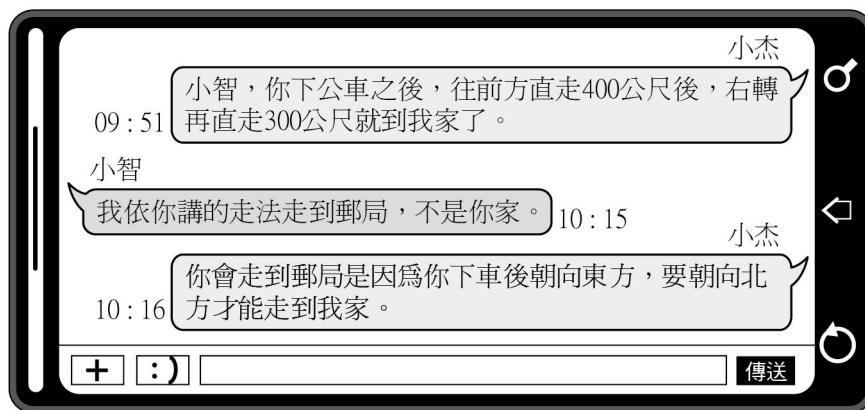 小杰
小智，你下公車之後，往前方直走400公尺後，右轉
09：51 再直走300公尺就到我家了。
小智
我依你講的走法走到郵局，不是你家。 10：15
小杰
你會走到郵局是因為你下車後朝向東方，要朝向北
10：16 方才能走到我家。
+ :) 傳送